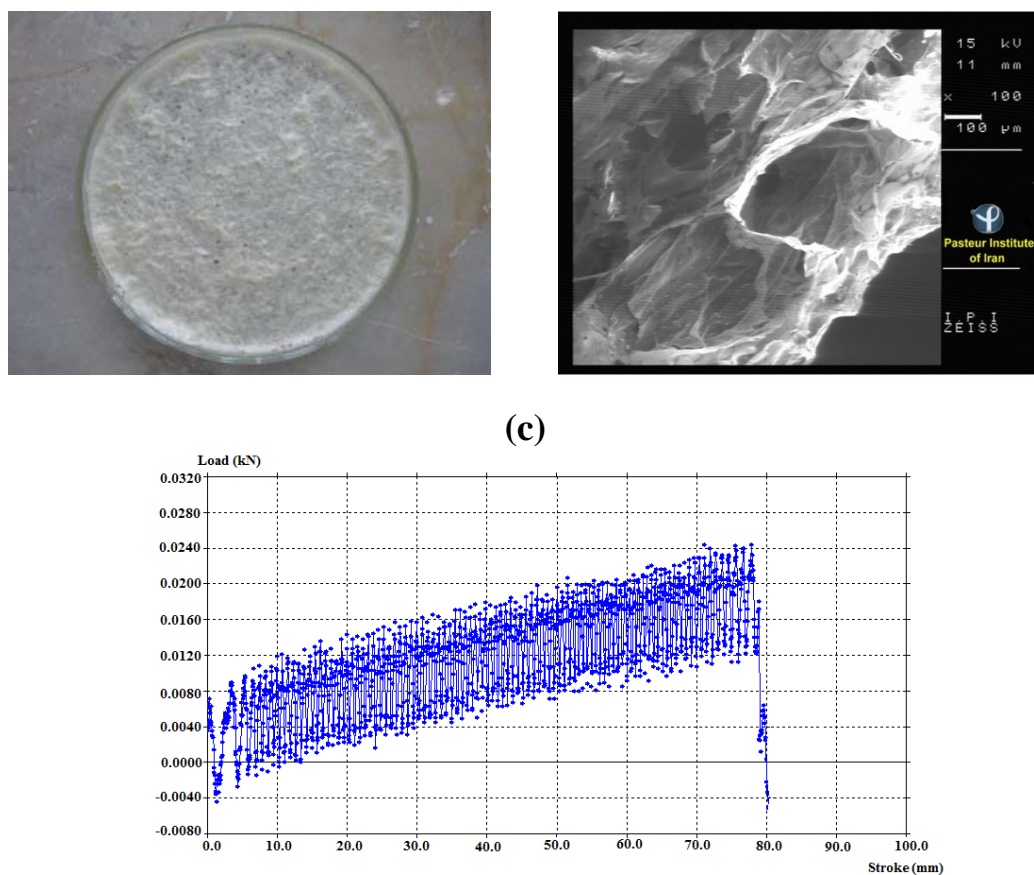 15 kV
11 mm
x 100
100 µm
Pasteur Institute
of Iran
I.P.I
ZEISS
(c)
Load (kN)
0.0320
0.0280
0.0240
0.0200
0.0160
0.0120
0.0080
0.0040
0.0000
-0.0040
-0.0080
0.0 10.0 20.0 30.0 40.0 50.0 60.0 70.0 80.0 90.0 100.0
Stroke (mm)